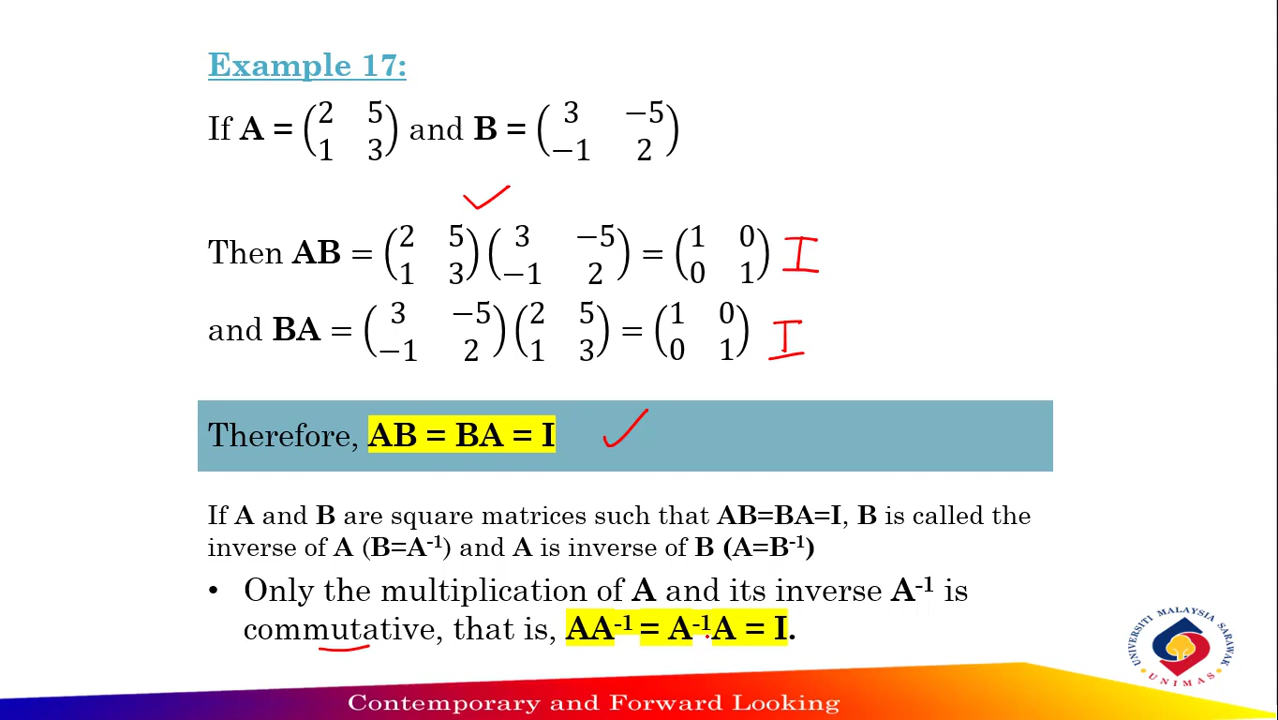 Example 17:
If A = (2 5 1 3) and B = (3 −5 −1 2)
Then AB = (2 5 1 3)(3 −5 −1 2) = (1 0 0 1) I
and BA = (3 −5 −1 2)(2 5 1 3) = (1 0 0 1) I
Therefore, AB = BA = I
If A and B are square matrices such that AB=BA=I, B is called the
inverse of A (B=A⁻¹) and A is inverse of B (A=B⁻¹)
• Only the multiplication of A and its inverse A⁻¹ is
commutative, that is, AA⁻¹ = A⁻¹A = I.
UNIVERSITI MALAYSIA SARAWAK
UNIMAS
Contemporary and Forward Looking